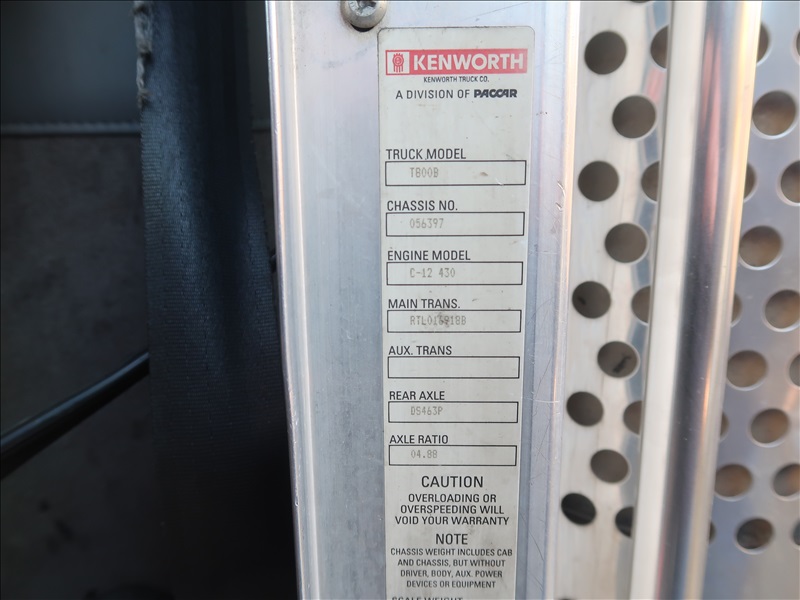 KENWORTH
KENWORTH TRUCK CO.
A DIVISION OF PACCAR
TRUCK MODEL
T800B
CHASSIS NO.
056397
ENGINE MODEL
C-12 430
MAIN TRANS.
AUX. TRANS
REAR AXLE
DS463P
AXLE RATIO
04.88
CAUTION
OVERLOADING OR
OVERSPEEDING WILL
VOID YOUR WARRANTY
NOTE
CHASSIS WEIGHT INCLUDES CAB
AND CHASSIS, BUT WITHOUT
DRIVER, BODY, AUX. POWER
DEVICES OR EQUIPMENT
SCALE WEIGHT